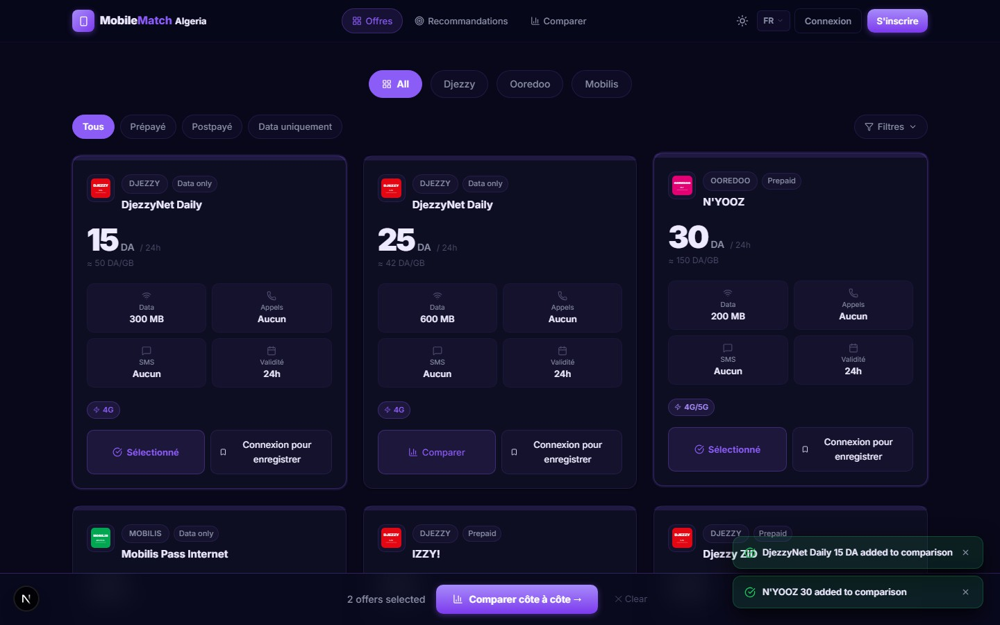 MobileMatch Algeria
Offres
Recommandations
Comparer
FR
Connexion
S'inscrire
All
Djezzy
Ooredoo
Mobilis
Tous
Prépayé
Postpayé
Data uniquement
Filtres
DJEZZY
DJEZZY
Data only
DjezzyNet Daily
15 DA / 24h
≈ 50 DA/GB
Data
300 MB
Appels
Aucun
SMS
Aucun
Validité
24h
4G
Sélectionné
Connexion pour
enregistrer
DJEZZY
DJEZZY
Data only
DjezzyNet Daily
25 DA / 24h
≈ 42 DA/GB
Data
600 MB
Appels
Aucun
SMS
Aucun
Validité
24h
4G
Comparer
Connexion pour
enregistrer
OOREDOO
OOREDOO
Prepaid
N'YOOZ
30 DA / 24h
≈ 150 DA/GB
Data
200 MB
Appels
Aucun
SMS
Aucun
Validité
24h
4G/5G
Sélectionné
Connexion pour
enregistrer
MOBILIS
MOBILIS
Data only
Mobilis Pass Internet
DJEZZY
DJEZZY
Prepaid
IZZY!
DJEZZY
DJEZZY
Prepaid
Djezzy
DjezzyNet Daily 15 DA added to comparison
N'YOOZ 30 added to comparison
N
2 offers selected
Comparer côte à côte →
Clear